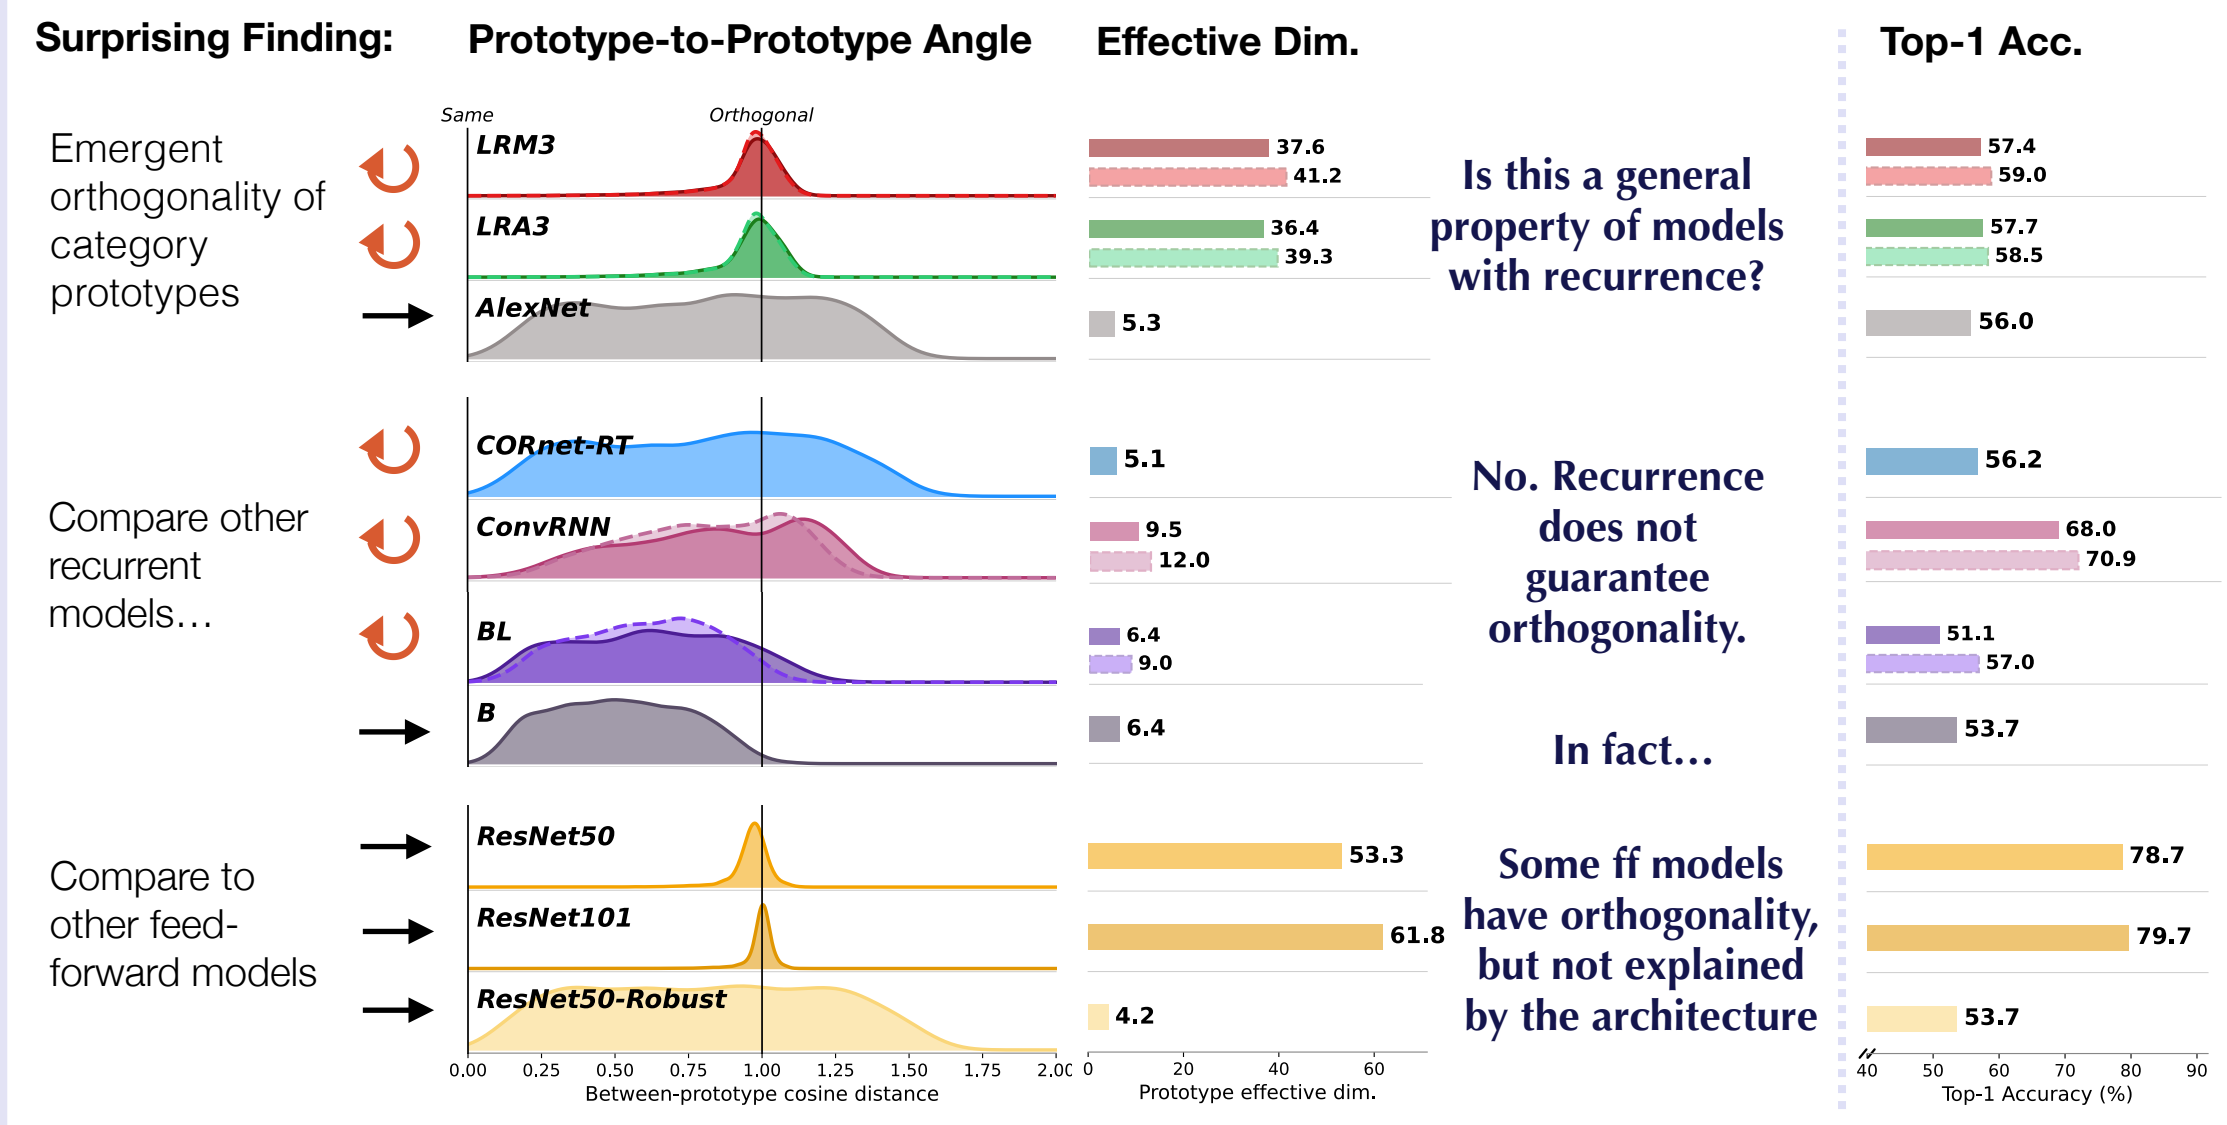 Surprising Finding:
Prototype-to-Prototype Angle
Effective Dim.
Top-1 Acc.
Emergent
orthogonality of
category
prototypes
Same
Orthogonal
LRM3
37.6
41.2
57.4
59.0
LRA3
36.4
39.3
57.7
58.5
AlexNet
5.3
56.0
Is this a general
property of models
with recurrence?
Compare other
recurrent
models…
CORnet-RT
5.1
56.2
ConvRNN
9.5
12.0
68.0
70.9
BL
6.4
9.0
51.1
57.0
B
6.4
53.7
No. Recurrence
does not
guarantee
orthogonality.
In fact…
Compare to
other feed-
forward models
ResNet50
53.3
78.7
ResNet101
61.8
79.7
ResNet50-Robust
4.2
53.7
Some ff models
have orthogonality,
but not explained
by the architecture
0.00 0.25 0.50 0.75 1.00 1.25 1.50 1.75 2.00
Between-prototype cosine distance
0 20 40 60
Prototype effective dim.
40 50 60 70 80 90
Top-1 Accuracy (%)